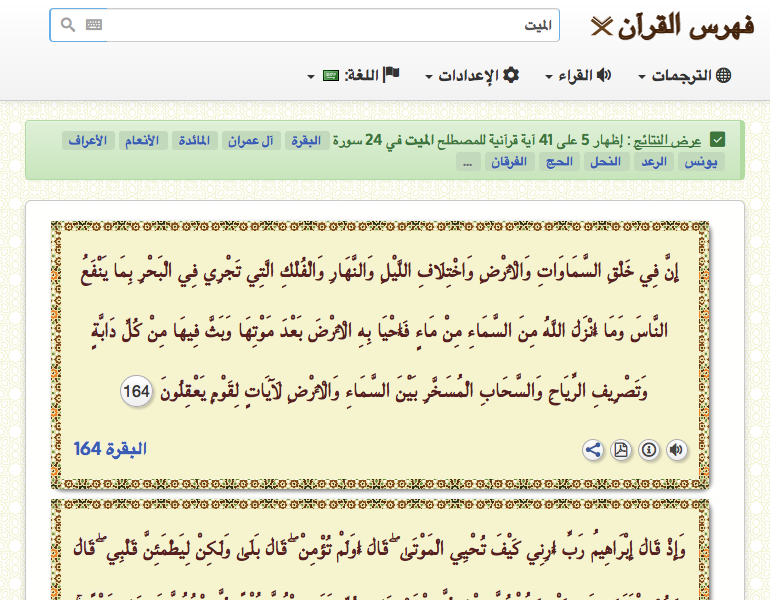 فهرس القرآن
الميت
الترجمات
القراء
الإعدادات
اللغة:
عرض النتائج : إظهار 5 على 41 آية قرآنية للمصطلح الميت في 24 سورة البقرة آل عمران المائدة الأنعام الأعراف
يونس الرعد النحل الحج الفرقان ...
إِنَّ فِي خَلْقِ السَّمَاوَاتِ وَالْأَرْضِ وَاخْتِلَافِ اللَّيْلِ وَالنَّهَارِ وَالْفُلْكِ الَّتِي تَجْرِي فِي الْبَحْرِ بِمَا يَنْفَعُ
النَّاسَ وَمَا أَنْزَلَ اللَّهُ مِنَ السَّمَاءِ مِنْ مَاءٍ فَأَحْيَا بِهِ الْأَرْضَ بَعْدَ مَوْتِهَا وَبَثَّ فِيهَا مِنْ كُلِّ دَابَّةٍ
وَتَصْرِيفِ الرِّيَاحِ وَالسَّحَابِ الْمُسَخَّرِ بَيْنَ السَّمَاءِ وَالْأَرْضِ لَآيَاتٍ لِقَوْمٍ يَعْقِلُونَ 164
البقرة 164
وَإِذْ قَالَ إِبْرَاهِيمُ رَبِّ أَرِنِي كَيْفَ تُحْيِي الْمَوْتَىٰ ۖ قَالَ أَوَلَمْ تُؤْمِنْ ۖ قَالَ بَلَىٰ وَلَٰكِنْ لِيَطْمَئِنَّ قَلْبِي ۖ قَالَ